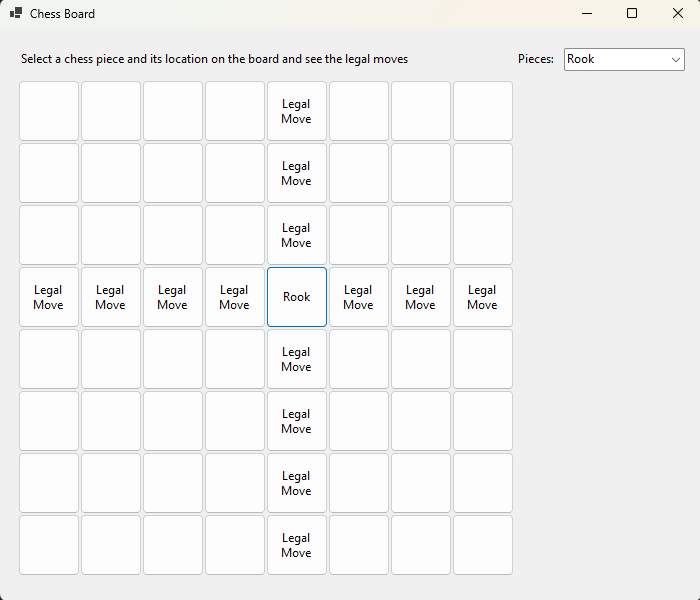 Chess Board
Select a chess piece and its location on the board and see the legal moves
Pieces: Rook
Legal
Move
Legal
Move
Legal
Move
Legal Legal Legal Legal Rook Legal Legal Legal
Move Move Move Move Move Move Move
Legal
Move
Legal
Move
Legal
Move
Legal
Move